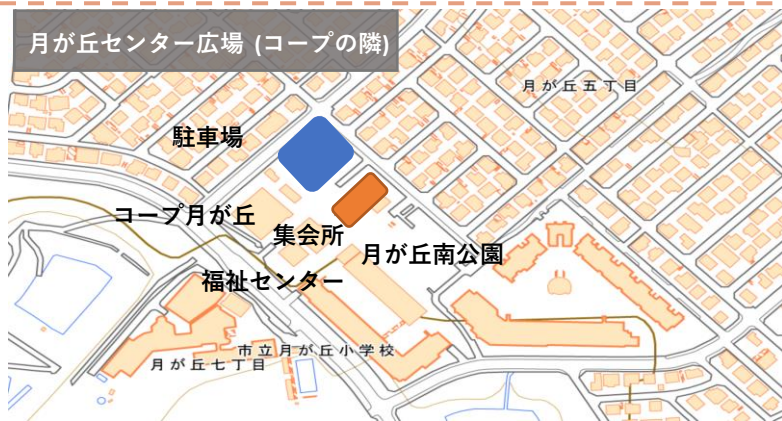 月が丘センター広場 (コープの隣)
月が丘五丁目
駐車場
コープ月が丘
集会所
月が丘南公園
福祉センター
市立月が丘小学校
月が丘七丁目